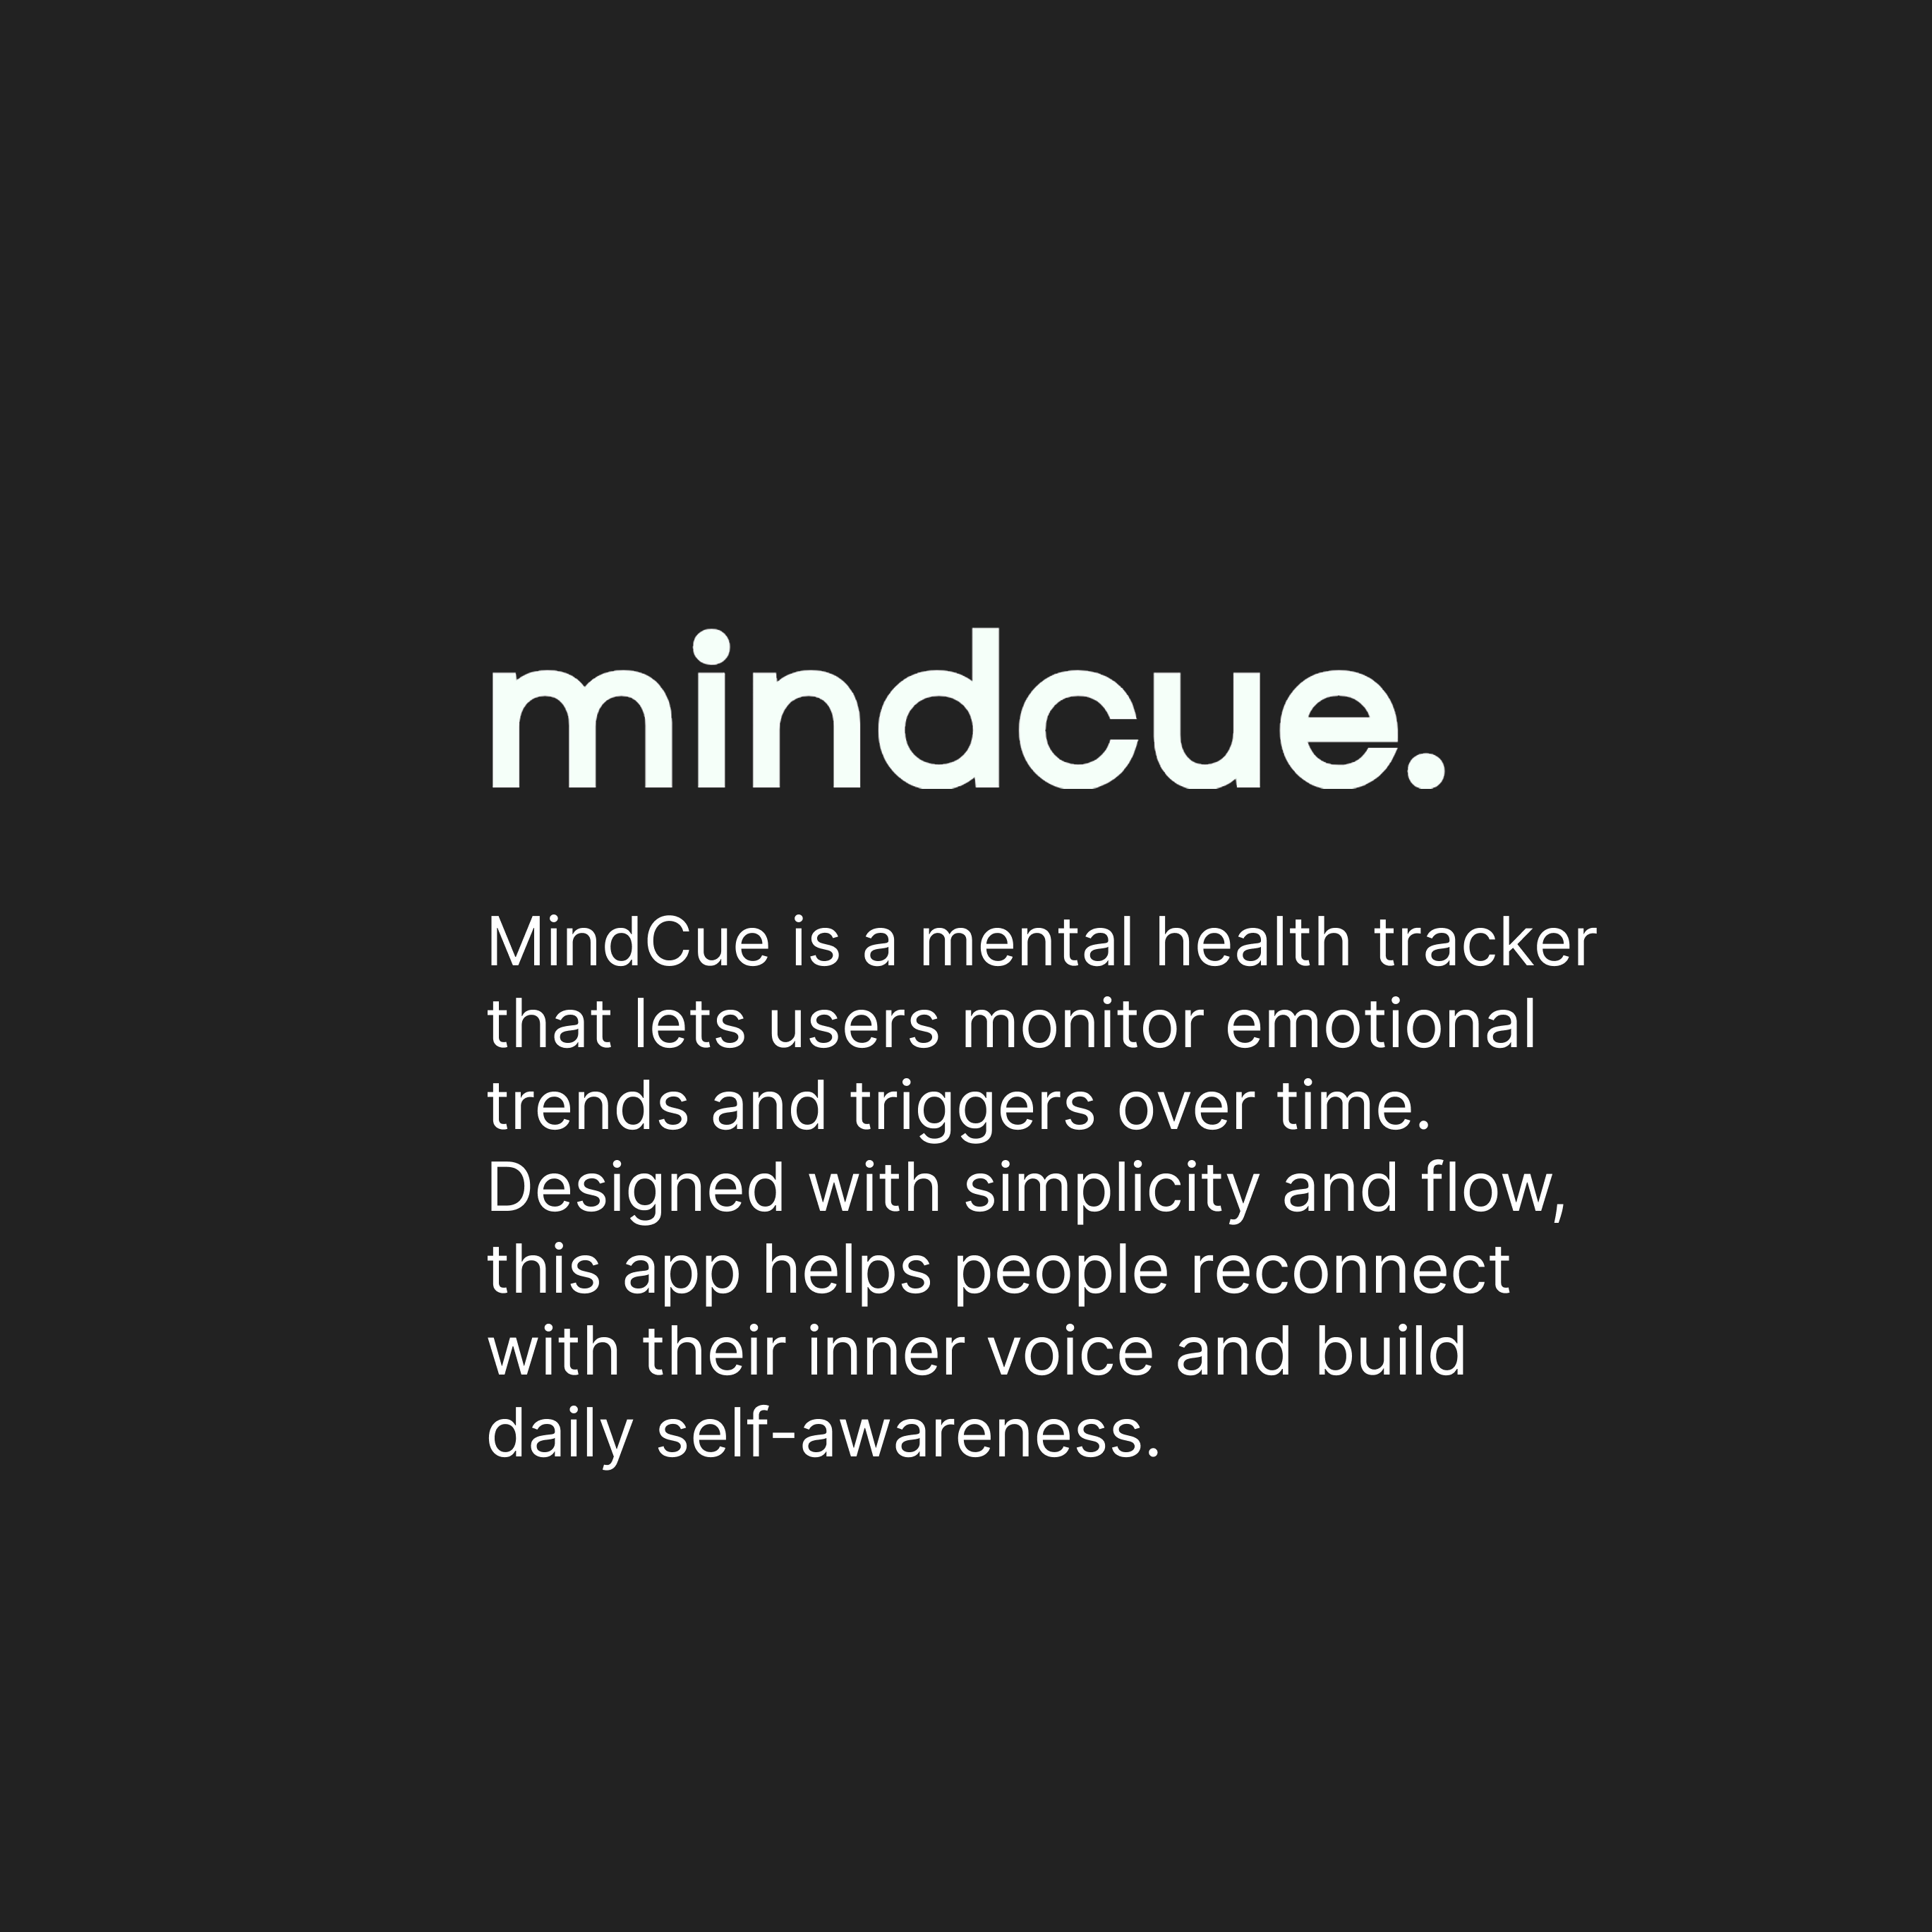 mindcue.
MindCue is a mental health tracker
that lets users monitor emotional
trends and triggers over time.
Designed with simplicity and flow,
this app helps people reconnect
with their inner voice and build
daily self-awareness.